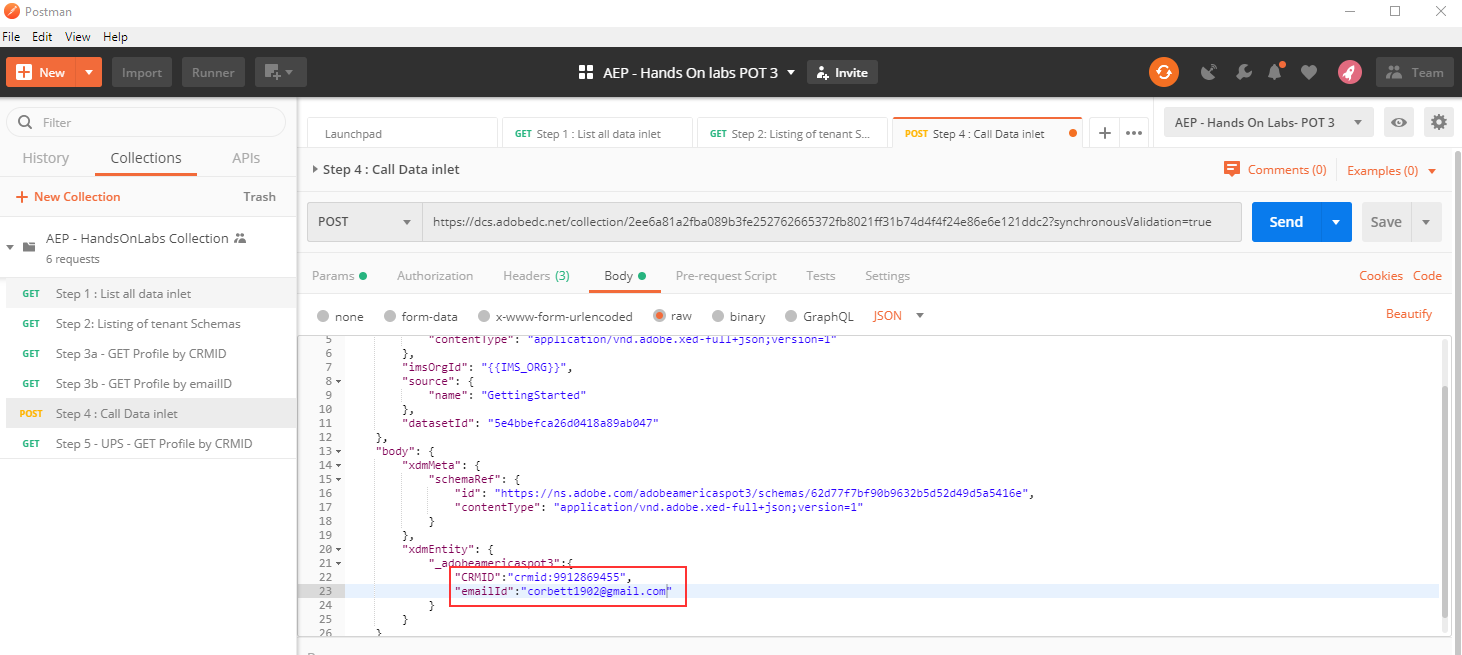 Postman
File Edit View Help
New Import Runner AEP - Hands On labs POT 3 Invite Team
Filter
History Collections APIs
New Collection Trash
AEP - HandsOnLabs Collection
6 requests
GET Step 1 : List all data inlet
GET Step 2: Listing of tenant Schemas
GET Step 3a - GET Profile by CRMID
GET Step 3b - GET Profile by emailID
POST Step 4 : Call Data inlet
GET Step 5 - UPS - GET Profile by CRMID
Launchpad GET Step 1 : List all data inlet GET Step 2: Listing of tenant S... POST Step 4 : Call Data inlet AEP - Hands On Labs- POT 3
Step 4 : Call Data inlet Comments (0) Examples (0)
POST https://dcs.adobedc.net/collection/2ee6a81a2fba089b3fe252762665372fb8021ff31b74d4f4f24e86e6e121ddc2?synchronousValidation=true Send Save
Params Authorization Headers (3) Body Pre-request Script Tests Settings Cookies Code
none form-data x-www-form-urlencoded raw binary GraphQL JSON Beautify
5 "contentType": "application/vnd.adobe.xed-full+json;version=1"
6 },
7 "imsOrgId": "{{IMS_ORG}}",
8 "source": {
9 "name": "GettingStarted"
10 },
11 "datasetId": "5e4bbefca26d0418a89ab047"
12 },
13 "body": {
14 "xdmMeta": {
15 "schemaRef": {
16 "id": "https://ns.adobe.com/adobeamericaspot3/schemas/62d77f7bf90b9632b5d52d49d5a5416e",
17 "contentType": "application/vnd.adobe.xed-full+json;version=1"
18 }
19 },
20 "xdmEntity": {
21 "_adobeamericaspot3":{
22 "CRMID":"crmid:9912869455",
23 "emailId":"corbett1902@gmail.com"
24 }
25 }
26 }